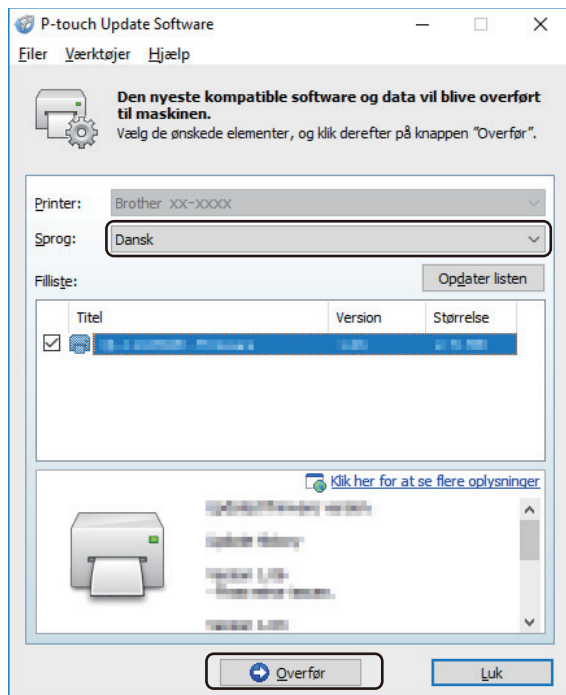 P-touch Update Software
Filer Værktøjer Hjælp
Den nyeste kompatible software og data vil blive overført
til maskinen.
Vælg de ønskede elementer, og klik derefter på knappen "Overfør".
Printer: Brother XX-XXXX
Sprog: Dansk
Filliste: Opdater listen
Titel Version Størrelse
Klik her for at se flere oplysninger
Overfør Luk